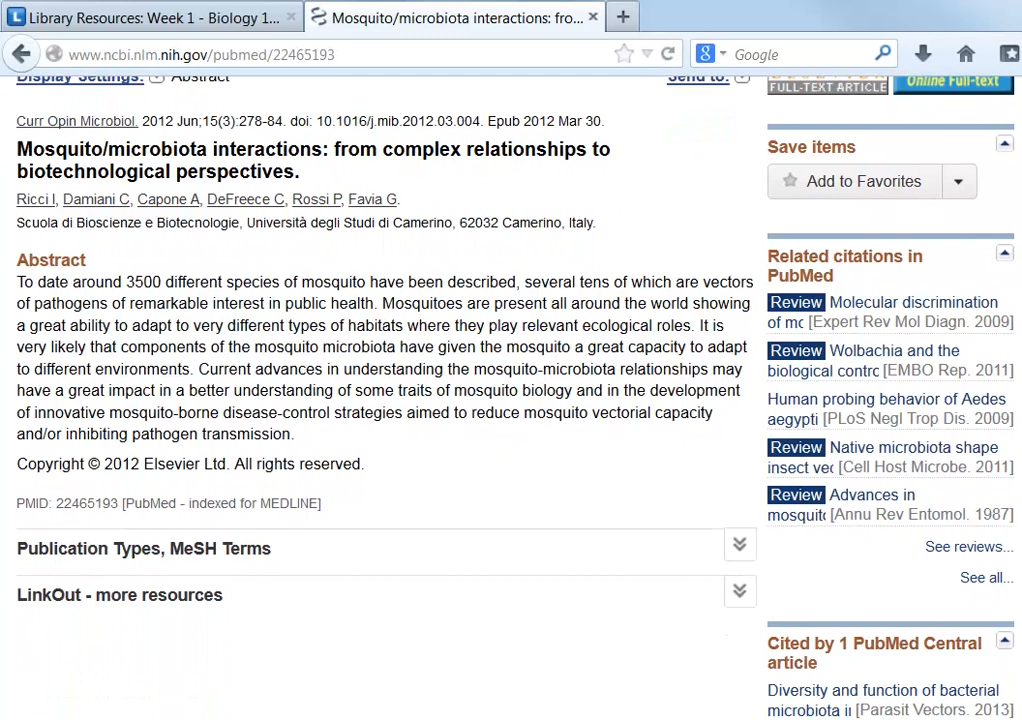 Library Resources: Week 1 - Biology 1...
Mosquito/microbiota interactions: fro...
www.ncbi.nlm.nih.gov/pubmed/22465193
Google
Display Settings: Abstract
Send to:
FULL-TEXT ARTICLE
Online Full-text
Curr Opin Microbiol. 2012 Jun;15(3):278-84. doi: 10.1016/j.mib.2012.03.004. Epub 2012 Mar 30.
Mosquito/microbiota interactions: from complex relationships to
biotechnological perspectives.
Ricci I, Damiani C, Capone A, DeFreece C, Rossi P, Favia G.
Scuola di Bioscienze e Biotecnologie, Università degli Studi di Camerino, 62032 Camerino, Italy.
Abstract
To date around 3500 different species of mosquito have been described, several tens of which are vectors
of pathogens of remarkable interest in public health. Mosquitoes are present all around the world showing
a great ability to adapt to very different types of habitats where they play relevant ecological roles. It is
very likely that components of the mosquito microbiota have given the mosquito a great capacity to adapt
to different environments. Current advances in understanding the mosquito-microbiota relationships may
have a great impact in a better understanding of some traits of mosquito biology and in the development
of innovative mosquito-borne disease-control strategies aimed to reduce mosquito vectorial capacity
and/or inhibiting pathogen transmission.
Copyright © 2012 Elsevier Ltd. All rights reserved.
PMID: 22465193 [PubMed - indexed for MEDLINE]
Publication Types, MeSH Terms
LinkOut - more resources
Save items
Add to Favorites
Related citations in
PubMed
Review Molecular discrimination
of mc [Expert Rev Mol Diagn. 2009]
Review Wolbachia and the
biological contrc [EMBO Rep. 2011]
Human probing behavior of Aedes
aegypti [PLoS Negl Trop Dis. 2009]
Review Native microbiota shape
insect vec [Cell Host Microbe. 2011]
Review Advances in
mosquito [Annu Rev Entomol. 1987]
See reviews...
See all...
Cited by 1 PubMed Central
article
Diversity and function of bacterial
microbiota in [Parasit Vectors. 2013]